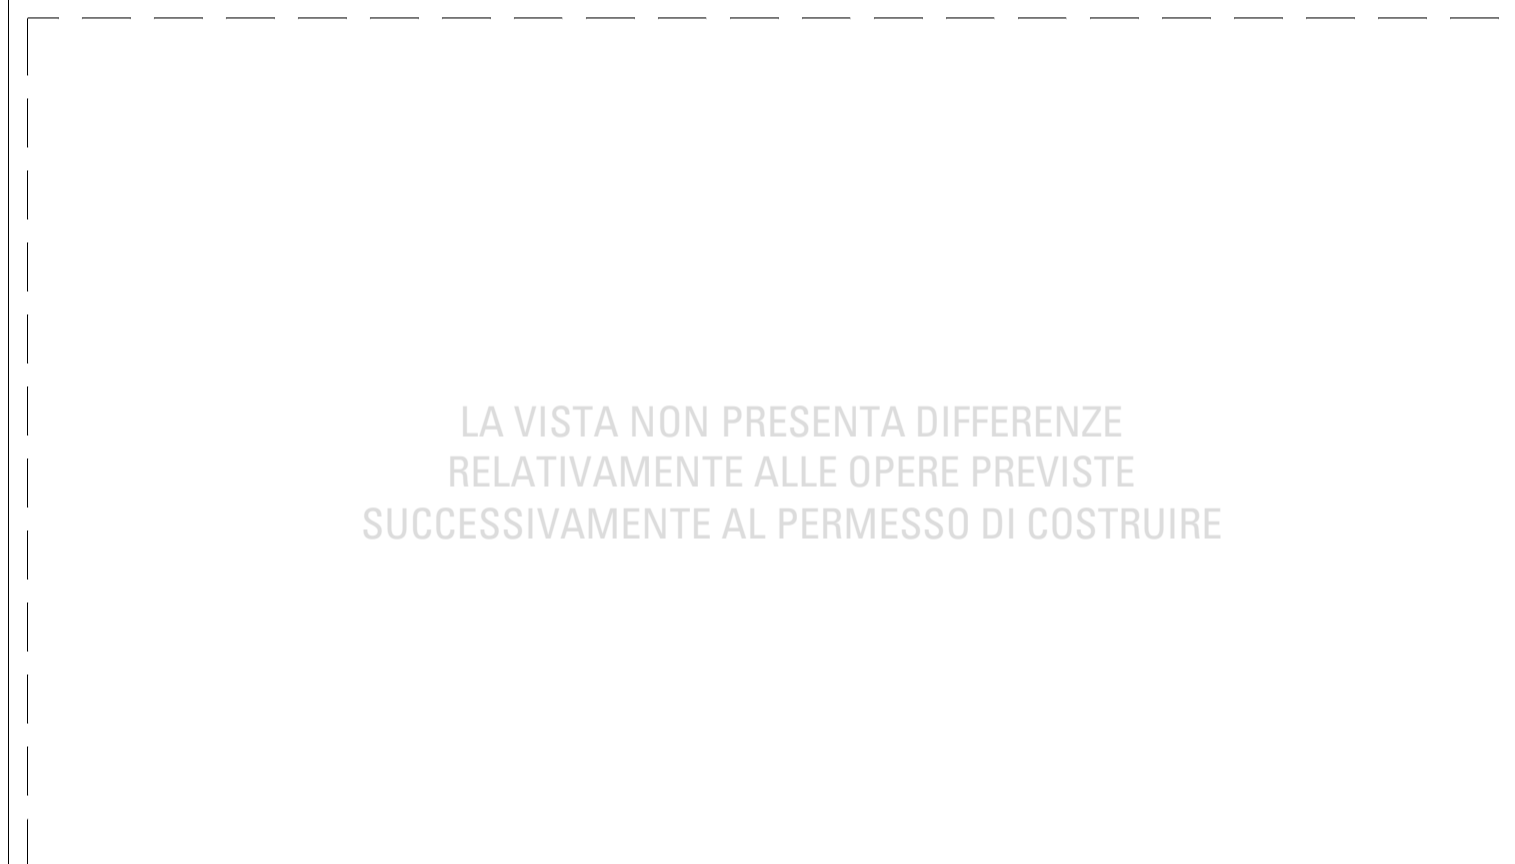 LA VISTA NON PRESENTA DIFFERENZE
RELATIVAMENTE ALLE OPERE PREVISTE
SUCCESSIVAMENTE AL PERMESSO DI COSTRUIRE